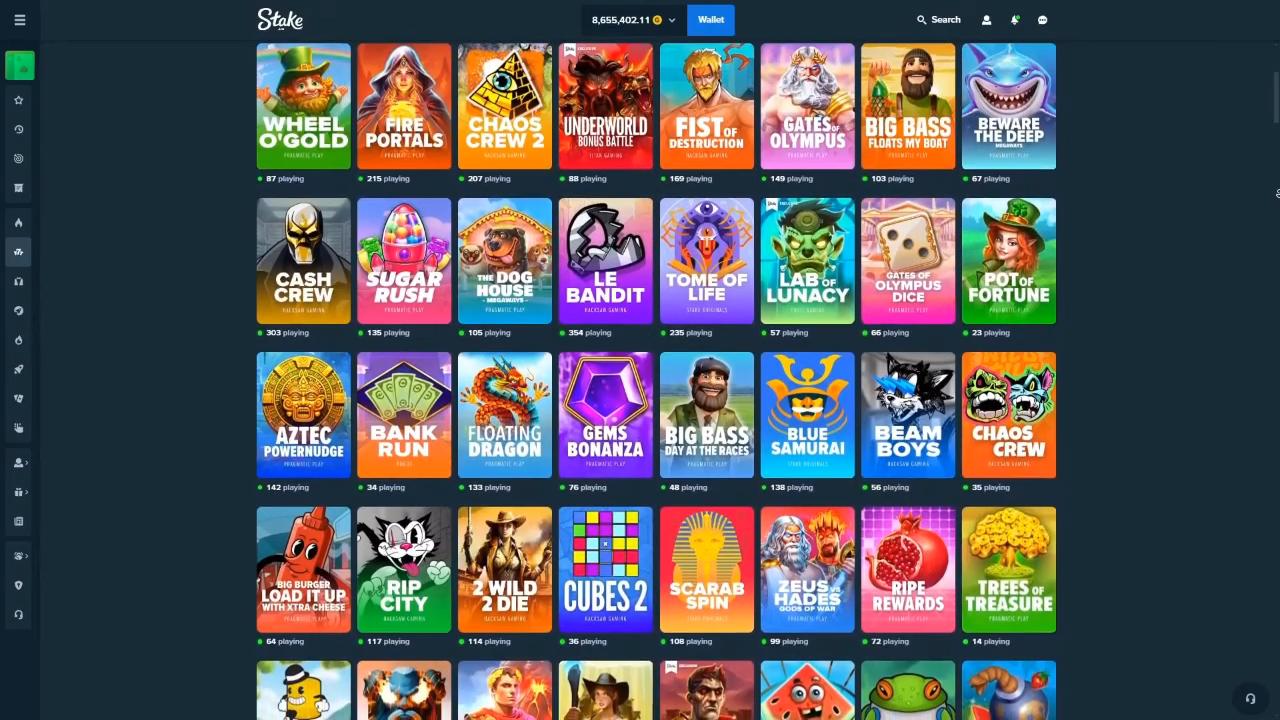 Stake
8,655,402.11
Wallet
Search
WHEEL
O'GOLD
PRAGMATIC PLAY
FIRE
PORTALS
PRAGMATIC PLAY
CHAOS
CREW 2
HACKSAW GAMING
UNDERWORLD
BONUS BATTLE
TITAN GAMING
FIST OF
DESTRUCTION
HACKSAW GAMING
GATES OF
OLYMPUS
PRAGMATIC PLAY
BIG BASS
FLOATS MY BOAT
PRAGMATIC PLAY
BEWARE
THE DEEP
MEGAWAYS
PRAGMATIC PLAY
87 playing
215 playing
207 playing
88 playing
169 playing
149 playing
103 playing
67 playing
CASH
CREW
HACKSAW GAMING
SUGAR
RUSH
PRAGMATIC PLAY
THE DOG
HOUSE
-MEGAWAYS-
PRAGMATIC PLAY
LE
BANDIT
HACKSAW GAMING
TOME OF
LIFE
STAKE ORIGINALS
LAB OF
LUNACY
GATES OF
OLYMPUS
DICE
PRAGMATIC PLAY
POT OF
FORTUNE
PRAGMATIC PLAY
303 playing
135 playing
105 playing
354 playing
235 playing
57 playing
66 playing
23 playing
AZTEC
POWERNUDGE
PRAGMATIC PLAY
BANK
RUN
FLOATING
DRAGON
PRAGMATIC PLAY
GEMS
BONANZA
PRAGMATIC PLAY
BIG BASS
DAY AT THE RACES
PRAGMATIC PLAY
BLUE
SAMURAI
STAKE ORIGINALS
BEAM
BOYS
HACKSAW GAMING
CHAOS
CREW
HACKSAW GAMING
142 playing
34 playing
133 playing
76 playing
48 playing
138 playing
56 playing
35 playing
BIG BURGER
LOAD IT UP
WITH XTRA CHEESE
PRAGMATIC PLAY
RIP
CITY
HACKSAW GAMING
2 WILD
2 DIE
HACKSAW GAMING
CUBES 2
HACKSAW GAMING
SCARAB
SPIN
STAKE ORIGINALS
ZEUS VS
HADES
GODS OF WAR
PRAGMATIC PLAY
RIPE
REWARDS
PRAGMATIC PLAY
TREES OF
TREASURE
PRAGMATIC PLAY
64 playing
117 playing
114 playing
36 playing
108 playing
99 playing
72 playing
14 playing